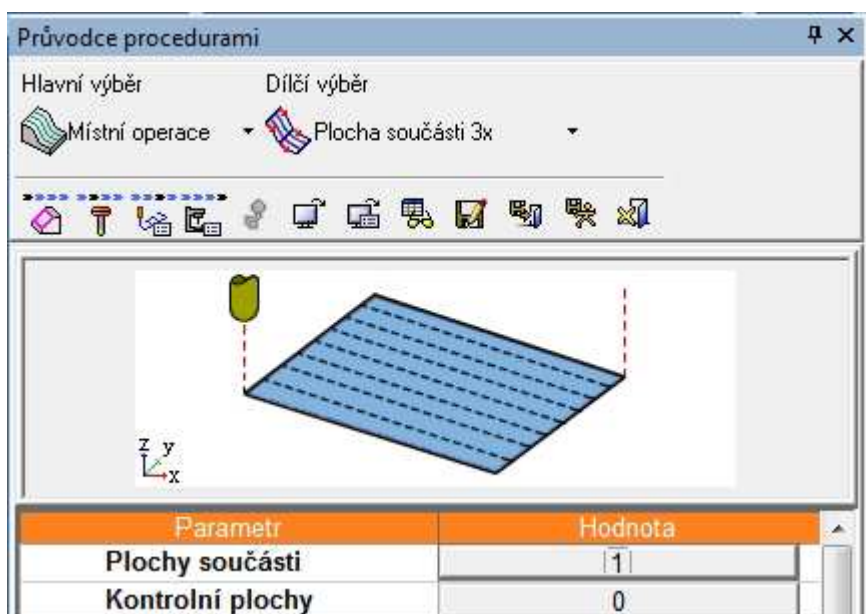 Průvodce procedurami
Hlavní výběr Dílčí výběr
Místní operace Plocha součásti 3x
z y
x
Parametr Hodnota
Plochy součásti 1
Kontrolní plochy 0